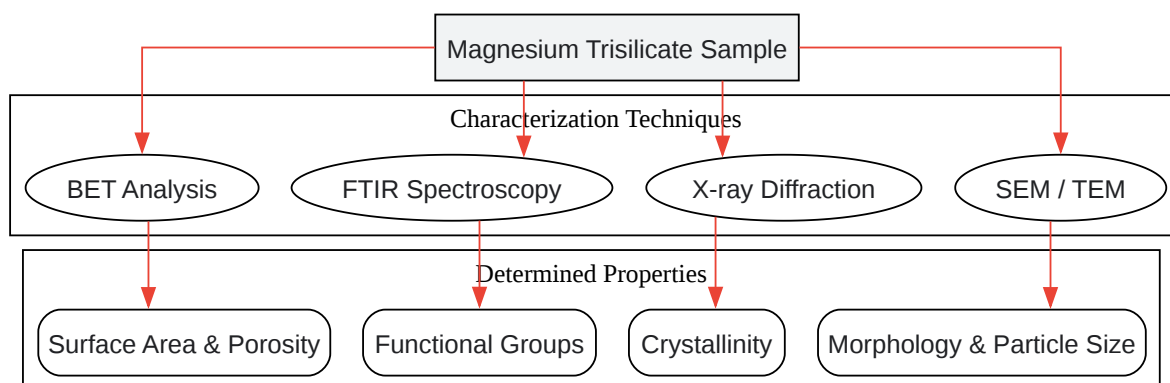 Magnesium Trisilicate Sample
Characterization Techniques
BET Analysis
FTIR Spectroscopy
X-ray Diffraction
SEM / TEM
Determined Properties
Surface Area & Porosity
Functional Groups
Crystallinity
Morphology & Particle Size